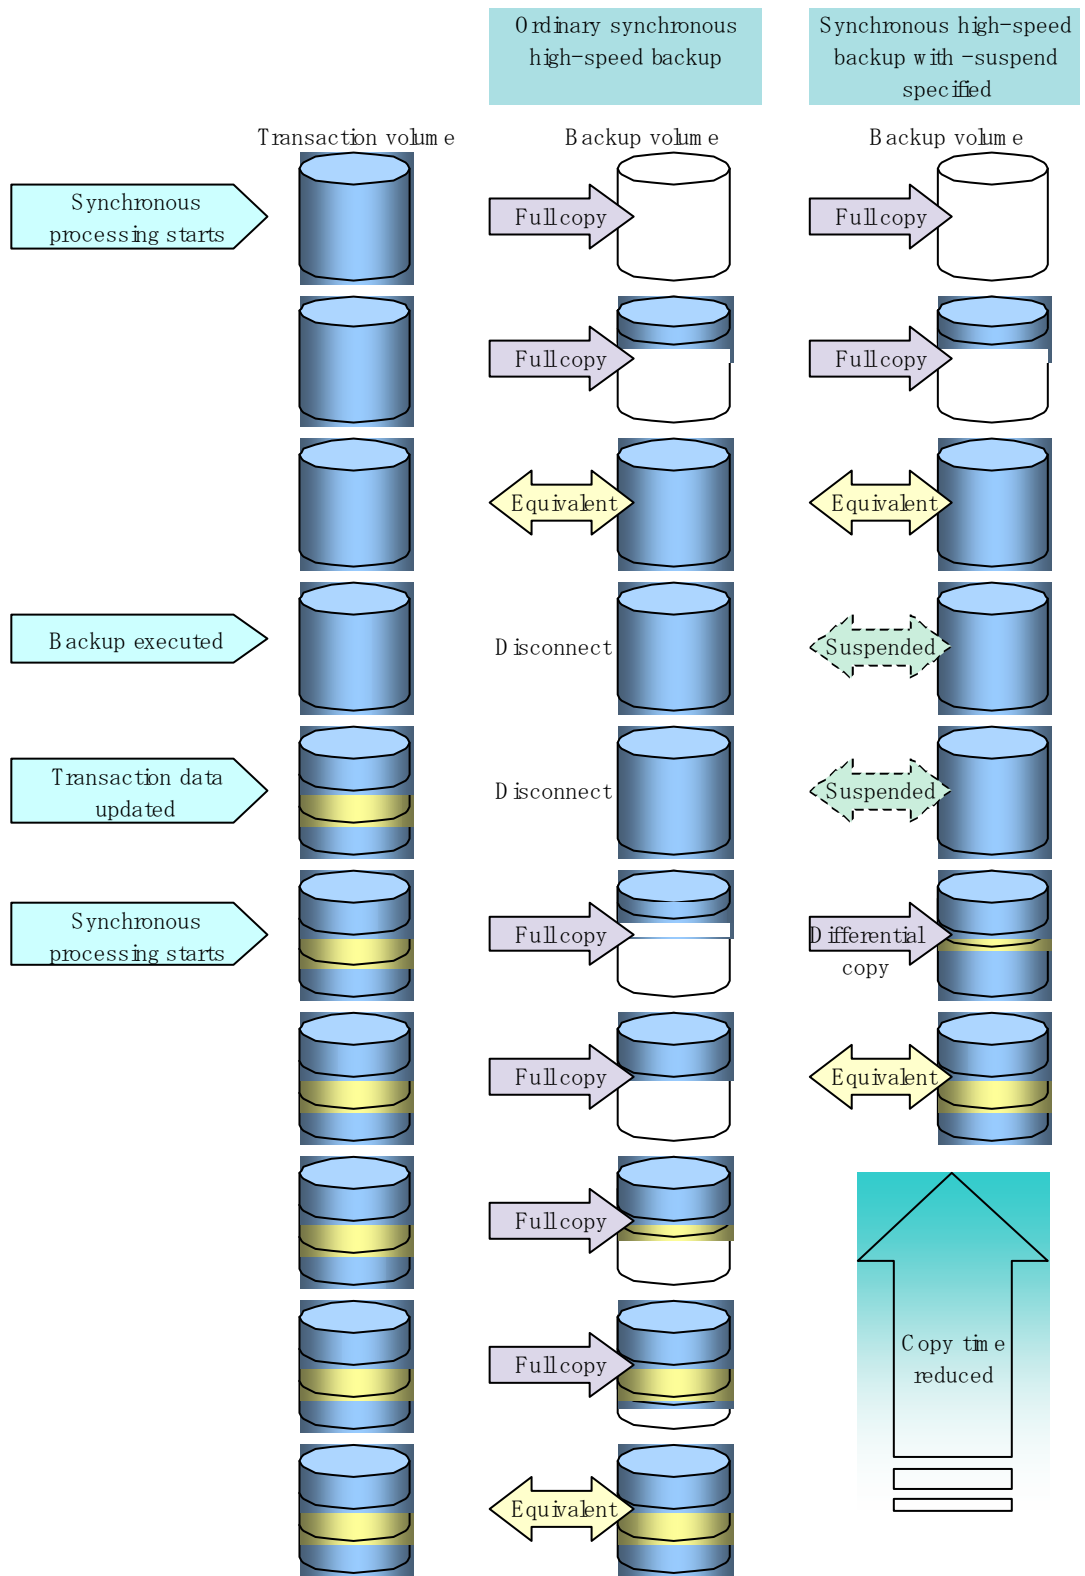 Ordinary synchronous
high-speed backup
Synchronous high-speed
backup with -suspend
specified
Transaction volume
Backup volume
Backup volume
Synchronous
processing starts
Full copy
Full copy
Full copy
Full copy
Equivalent
Equivalent
Backup executed
Disconnect
Suspended
Transaction data
updated
Disconnect
Suspended
Synchronous
processing starts
Full copy
Differential
copy
Full copy
Equivalent
Full copy
Copy time
reduced
Full copy
Equivalent